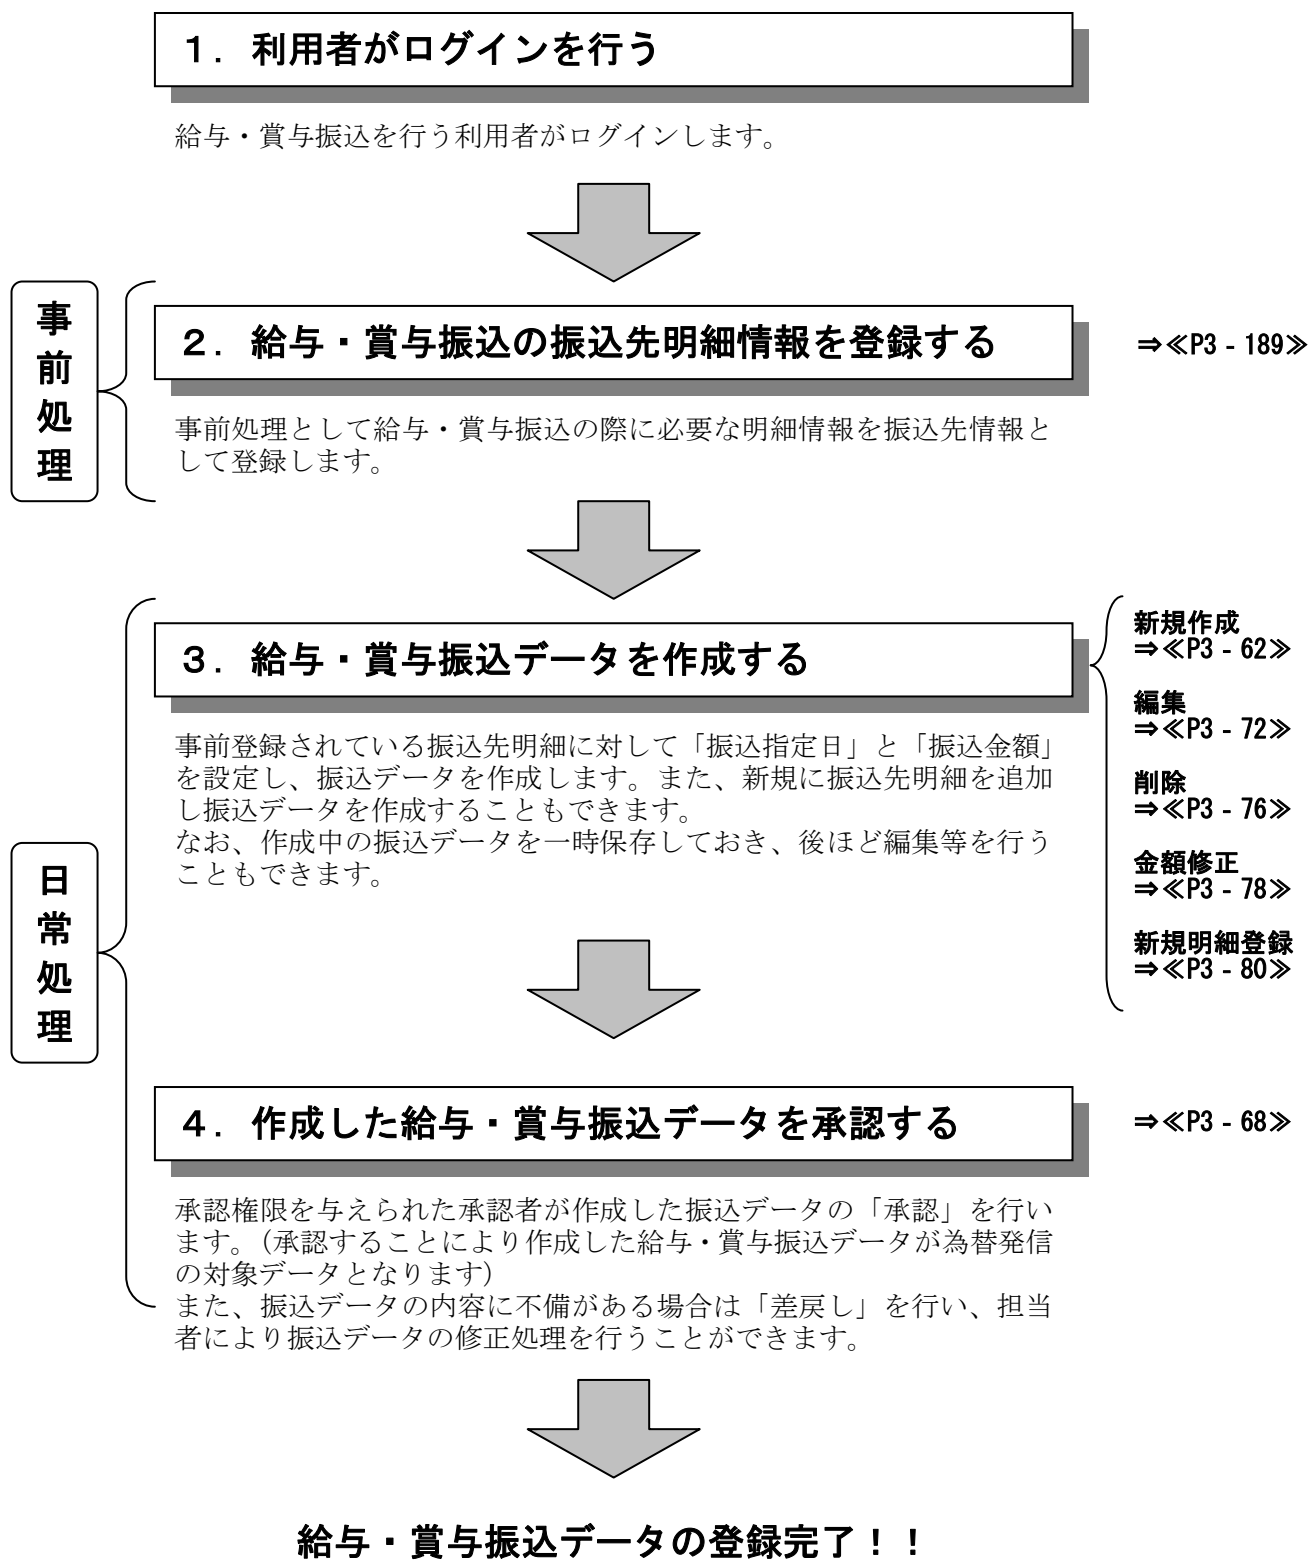 １．利用者がログインを行う
給与・賞与振込を行う利用者がログインします。
事前処理
２．給与・賞与振込の振込先明細情報を登録する
⇒≪P3 - 189≫
事前処理として給与・賞与振込の際に必要な明細情報を振込先情報と
して登録します。
日常処理
３．給与・賞与振込データを作成する
事前登録されている振込先明細に対して「振込指定日」と「振込金額」
を設定し、振込データを作成します。また、新規に振込先明細を追加
し振込データを作成することもできます。
なお、作成中の振込データを一時保存しておき、後ほど編集等を行う
こともできます。
新規作成
⇒≪P3 - 62≫
編集
⇒≪P3 - 72≫
削除
⇒≪P3 - 76≫
金額修正
⇒≪P3 - 78≫
新規明細登録
⇒≪P3 - 80≫
４．作成した給与・賞与振込データを承認する
⇒≪P3 - 68≫
承認権限を与えられた承認者が作成した振込データの「承認」を行い
ます。（承認することにより作成した給与・賞与振込データが為替発信
の対象データとなります）
また、振込データの内容に不備がある場合は「差戻し」を行い、担当
者により振込データの修正処理を行うことができます。
給与・賞与振込データの登録完了！！